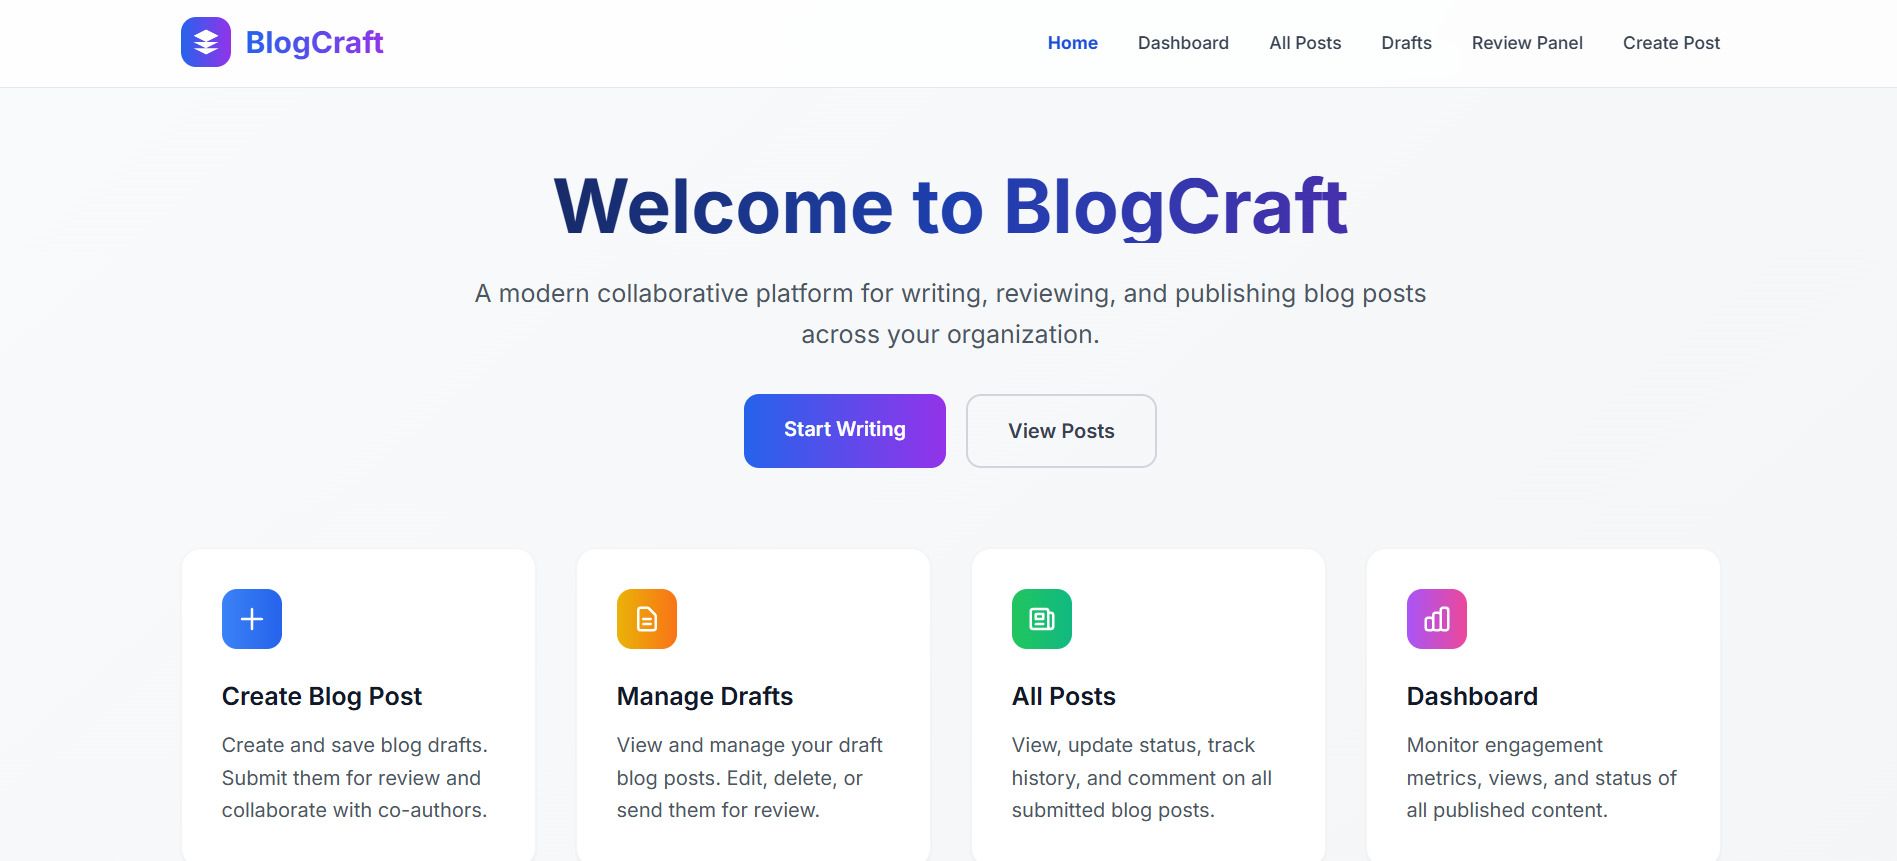 BlogCraft
Home
Dashboard
All Posts
Drafts
Review Panel
Create Post
Welcome to BlogCraft
A modern collaborative platform for writing, reviewing, and publishing blog posts
across your organization.
Start Writing
View Posts
Create Blog Post
Create and save blog drafts.
Submit them for review and
collaborate with co-authors.
Manage Drafts
View and manage your draft
blog posts. Edit, delete, or
send them for review.
All Posts
View, update status, track
history, and comment on all
submitted blog posts.
Dashboard
Monitor engagement
metrics, views, and status of
all published content.